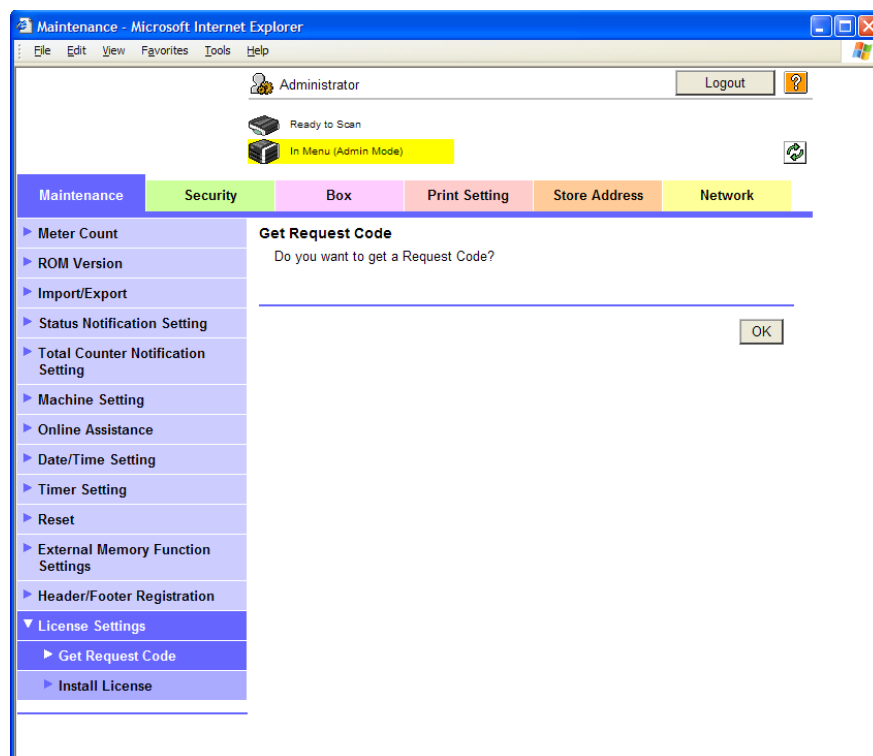 Maintenance - Microsoft Internet Explorer
File Edit View Favorites Tools Help
Administrator
Logout
?
Ready to Scan
In Menu (Admin Mode)
Maintenance Security Box Print Setting Store Address Network
Meter Count
ROM Version
Import/Export
Status Notification Setting
Total Counter Notification
Setting
Machine Setting
Online Assistance
Date/Time Setting
Timer Setting
Reset
External Memory Function
Settings
Header/Footer Registration
License Settings
Get Request Code
Install License
Get Request Code
Do you want to get a Request Code?
OK